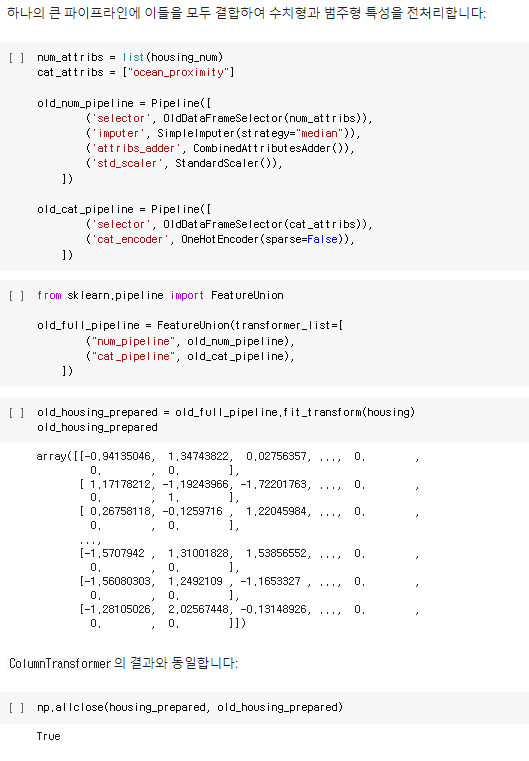 하나의 큰 파이프라인에 이들을 모두 결합하여 수치형과 범주형 특성을 전처리합니다:
[ ] num_attribs = list(housing_num)
cat_attribs = ["ocean_proximity"]
old_num_pipeline = Pipeline([
('selector', OldDataFrameSelector(num_attribs)),
('imputer', SimpleImputer(strategy="median")),
('attribs_adder', CombinedAttributesAdder()),
('std_scaler', StandardScaler()),
])
old_cat_pipeline = Pipeline([
('selector', OldDataFrameSelector(cat_attribs)),
('cat_encoder', OneHotEncoder(sparse=False)),
])
[ ] from sklearn.pipeline import FeatureUnion
old_full_pipeline = FeatureUnion(transformer_list=[
("num_pipeline", old_num_pipeline),
("cat_pipeline", old_cat_pipeline),
])
[ ] old_housing_prepared = old_full_pipeline.fit_transform(housing)
old_housing_prepared
array([[-0.94135046, 1.34743822, 0.02756357, ..., 0. ,
0. , 0. ],
[ 1.17178212, -1.19243966, -1.72201763, ..., 0. ,
0. , 1. ],
[ 0.26758118, -0.1259716 , 1.22045984, ..., 0. ,
0. , 0. ],
...,
[-1.5707942 , 1.31001828, 1.53856552, ..., 0. ,
0. , 0. ],
[-1.56080303, 1.2492109 , -1.1653327 , ..., 0. ,
0. , 0. ],
[-1.28105026, 2.02567448, -0.13148926, ..., 0. ,
0. , 0. ]])
ColumnTransformer의 결과와 동일합니다:
[ ] np.allclose(housing_prepared, old_housing_prepared)
True